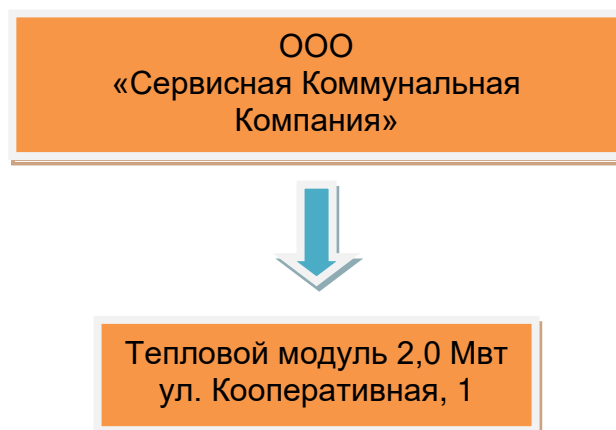 ООО
«Сервисная Коммунальная
Компания»
Тепловой модуль 2,0 Мвт
ул. Кооперативная, 1